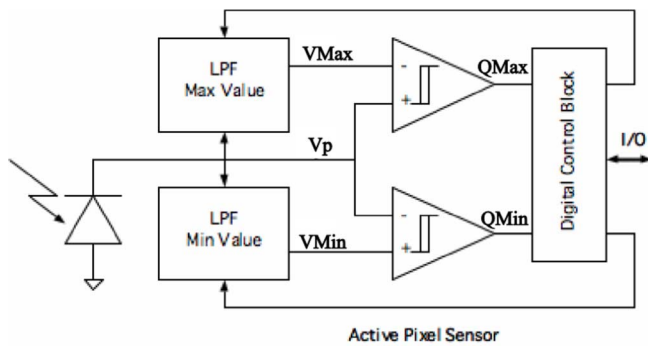 LPF
Max Value
VMax
-
+
QMax
Digital Control Block
I/O
Vp
LPF
Min Value
VMin
-
+
QMin
Active Pixel Sensor